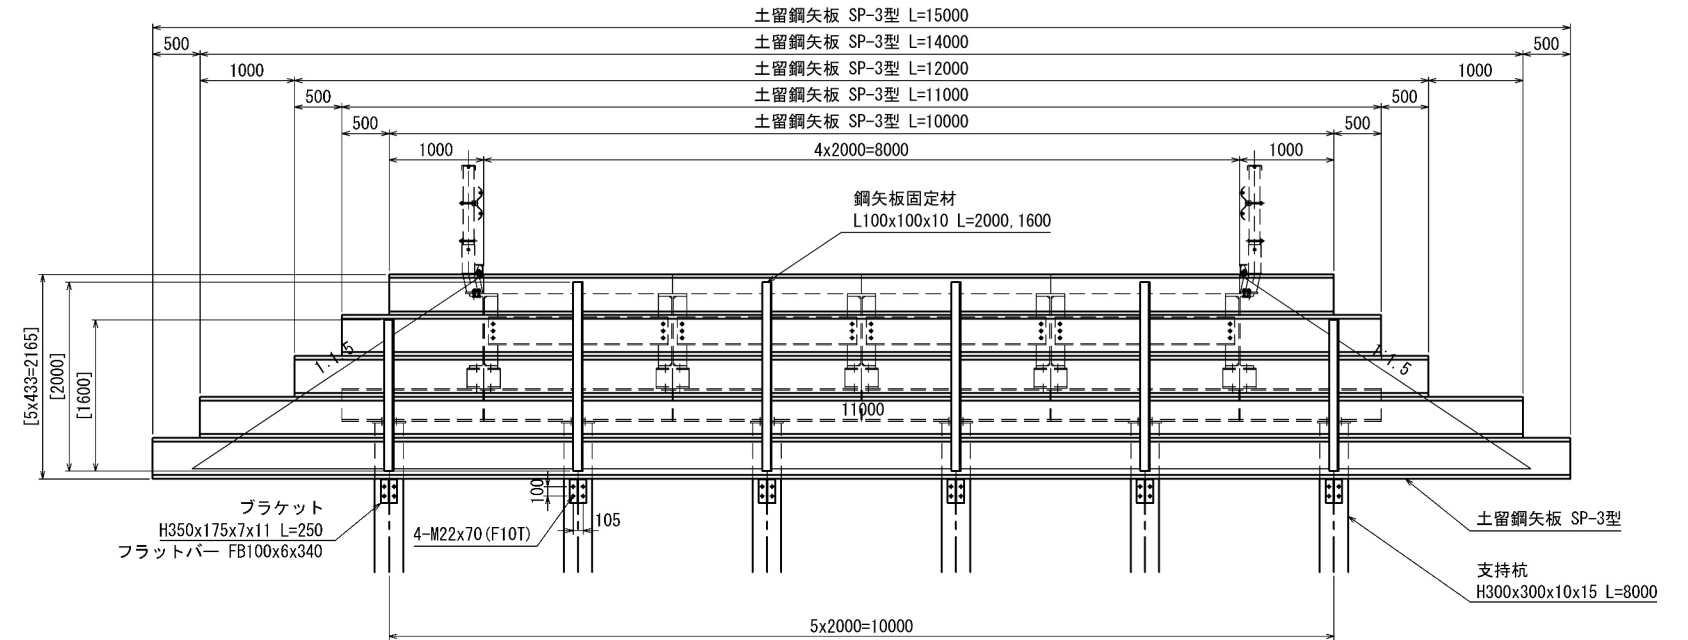 土留鋼矢板 SP-3型 L=15000
500 土留鋼矢板 SP-3型 L=14000 500
1000 土留鋼矢板 SP-3型 L=12000 1000
500 土留鋼矢板 SP-3型 L=11000 500
500 土留鋼矢板 SP-3型 L=10000 500
1000 4x2000=8000 1000
鋼矢板固定材
L100x100x10 L=2000,1600
[5x433=2165]
[2000]
[1600]
1:1.5
1:1.5
11000
100
105
ブラケット
H350x175x7x11 L=250
フラットバー FB100x6x340
4-M22x70(F10T)
土留鋼矢板 SP-3型
支持杭
H300x300x10x15 L=8000
5x2000=10000